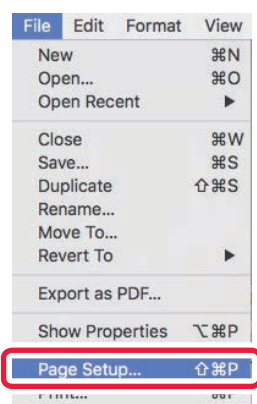 File Edit Format View
New ⌘N
Open... ⌘O
Open Recent ▶
Close ⌘W
Save... ⌘S
Duplicate ⇧⌘S
Rename...
Move To...
Revert To ▶
Export as PDF...
Show Properties ⌥⌘P
Page Setup... ⇧⌘P